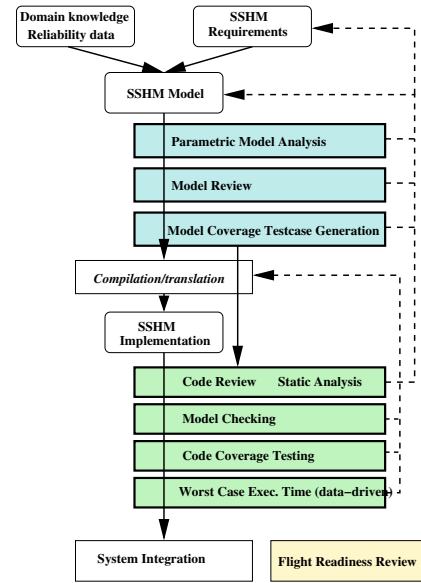 Domain knowledge
Reliability data
SSHM
Requirements
SSHM Model
Parametric Model Analysis
Model Review
Model Coverage Testcase Generation
Compilation/translation
SSHM
Implementation
Code Review Static Analysis
Model Checking
Code Coverage Testing
Worst Case Exec. Time (data−driven)
System Integration
Flight Readiness Review